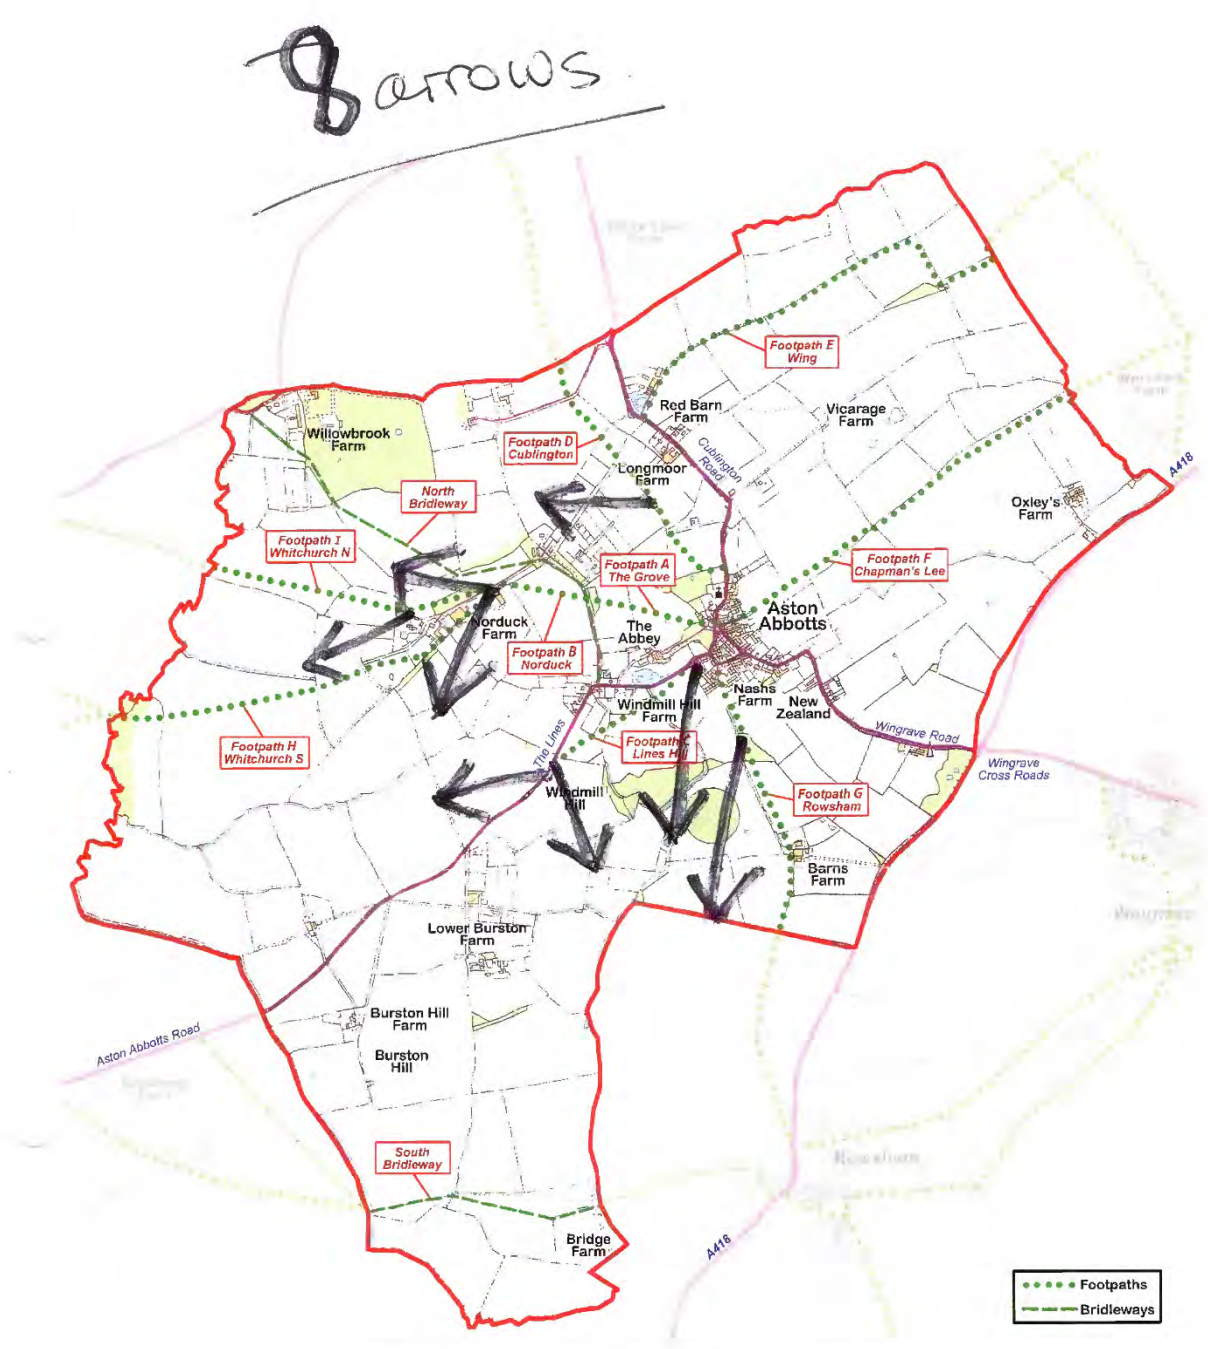 8 arrows
Footpath E
Wing
Red Barn
Farm
Vicarage
Farm
Willowbrook
Farm
Footpath D
Cublington
Cublington
Road
Longmoor
Farm
A418
North
Bridleway
Oxley's
Farm
Footpath I
Whitchurch N
Footpath A
The Grove
Footpath F
Chapman's Lee
Aston
Abbotts
The
Abbey
Norduck
Farm
Footpath B
Norduck
Nashs
Farm
New
Zealand
Windmill Hill
Farm
Wingrave Road
Footpath H
Whitchurch S
The Lines
Footpath C
Lines Hill
Wingrave
Cross Roads
Windmill
Hill
Footpath G
Rowsham
Barns
Farm
Lower Burston
Farm
Burston Hill
Farm
Aston Abbotts Road
Burston
Hill
South
Bridleway
Rowsham
Bridge
Farm
A418
Footpaths
Bridleways